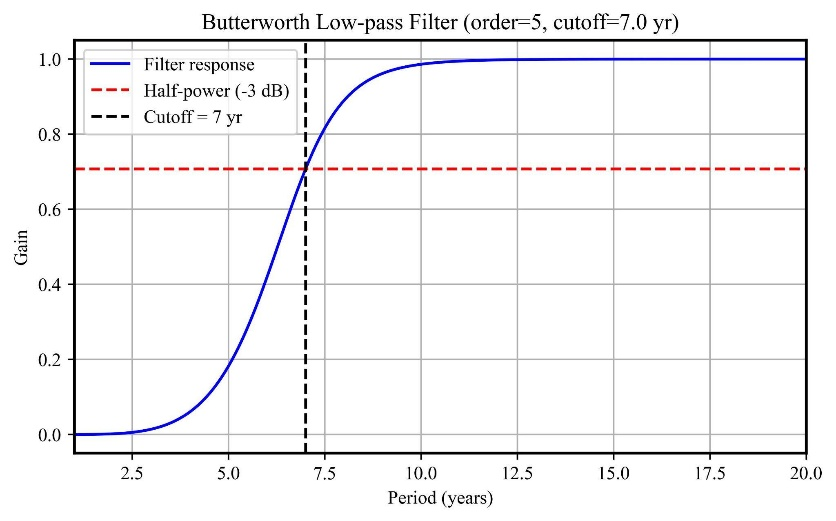 Butterworth Low-pass Filter (order=5, cutoff=7.0 yr)
Filter response
Half-power (-3 dB)
Cutoff = 7 yr
1.0
0.8
0.6
0.4
0.2
0.0
Gain
2.5 5.0 7.5 10.0 12.5 15.0 17.5 20.0
Period (years)